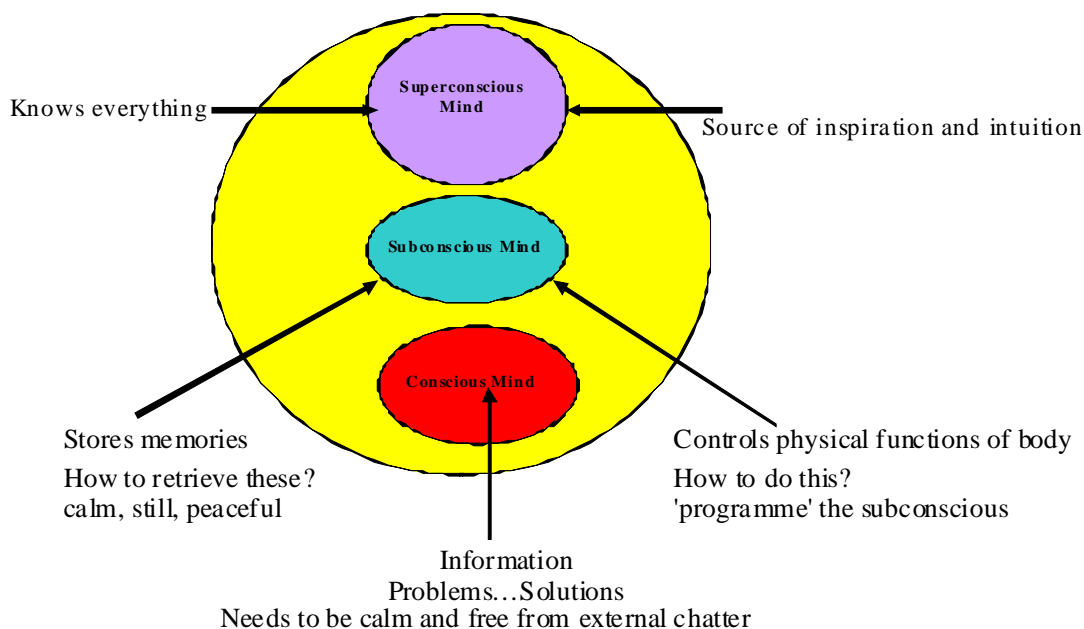 Superconscious
Mind
Knows everything
Source of inspiration and intuition
Subconscious Mind
Conscious Mind
Stores memories
How to retrieve these?
calm, still, peaceful
Controls physical functions of body
How to do this?
'programme' the subconscious
Information
Problems…Solutions
Needs to be calm and free from external chatter